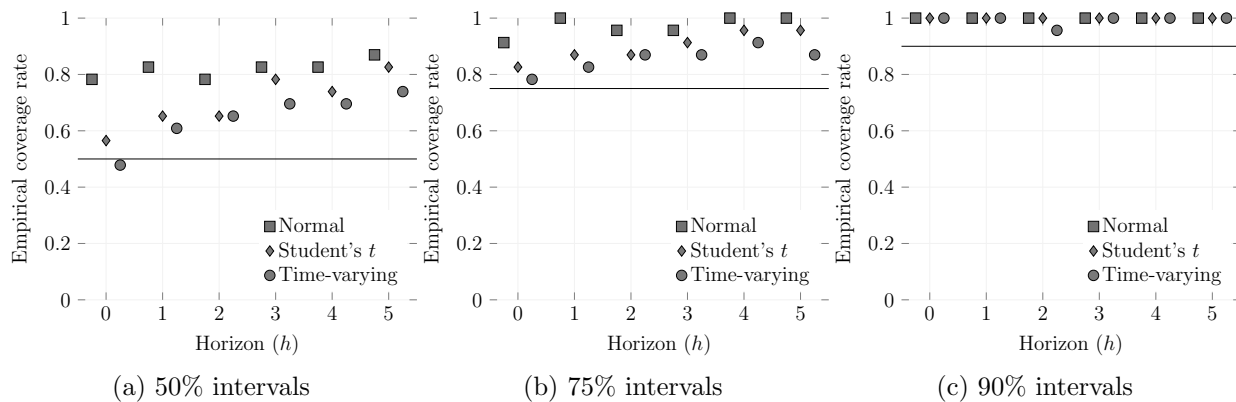 1
0.8
0.6
0.4
0.2
0
Empirical coverage rate
Normal
Student's t
Time-varying
0 1 2 3 4 5
Horizon (h)
(a) 50% intervals
1
0.8
0.6
0.4
0.2
0
Empirical coverage rate
Normal
Student's t
Time-varying
0 1 2 3 4 5
Horizon (h)
(b) 75% intervals
1
0.8
0.6
0.4
0.2
0
Empirical coverage rate
Normal
Student's t
Time-varying
0 1 2 3 4 5
Horizon (h)
(c) 90% intervals